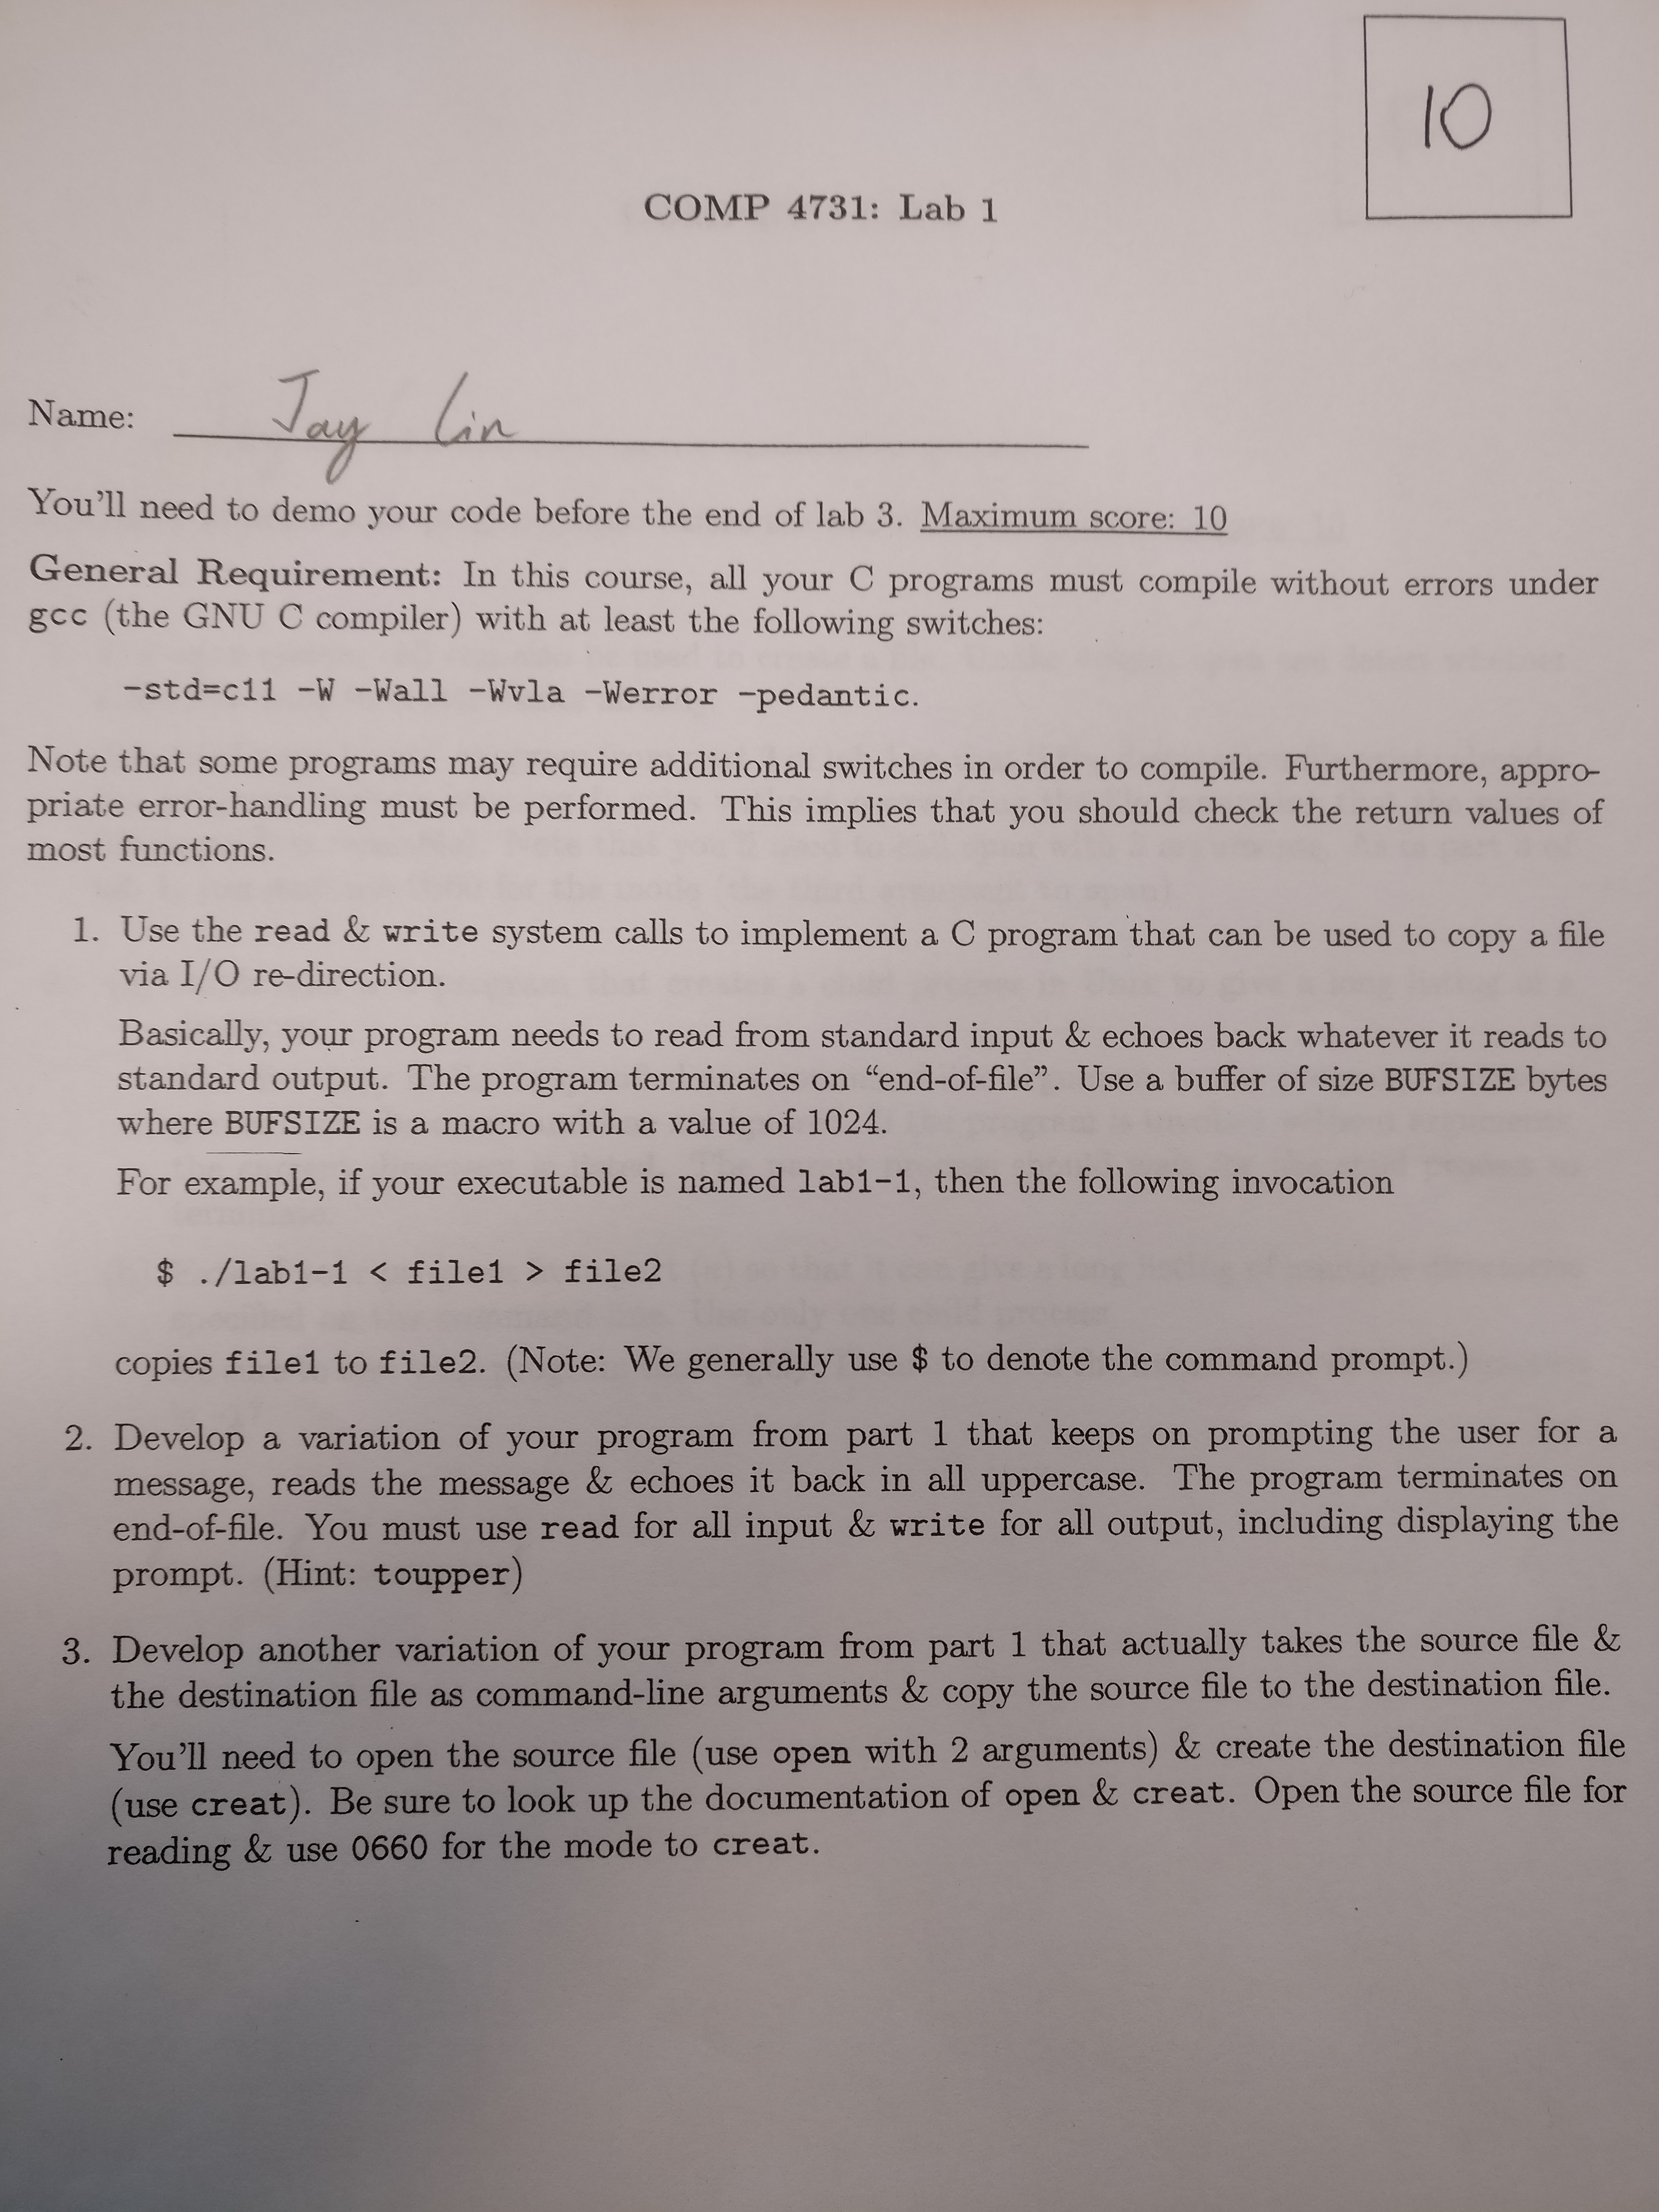 10
COMP 4731: Lab 1
Name: Jay Lin
You'll need to demo your code before the end of lab 3. Maximum score: 10
General Requirement: In this course, all your C programs must compile without errors under
gcc (the GNU C compiler) with at least the following switches:
-std=c11 -W -Wall -Wvla -Werror -pedantic.
Note that some programs may require additional switches in order to compile. Furthermore, appro-
priate error-handling must be performed. This implies that you should check the return values of
most functions.
1. Use the read & write system calls to implement a C program that can be used to copy a file
via I/O re-direction.
Basically, your program needs to read from standard input & echoes back whatever it reads to
standard output. The program terminates on “end-of-file”. Use a buffer of size BUFSIZE bytes
where BUFSIZE is a macro with a value of 1024.
For example, if your executable is named lab1-1, then the following invocation
$ ./lab1-1 < file1 > file2
copies file1 to file2. (Note: We generally use $ to denote the command prompt.)
2. Develop a variation of your program from part 1 that keeps on prompting the user for a
message, reads the message & echoes it back in all uppercase. The program terminates on
end-of-file. You must use read for all input & write for all output, including displaying the
prompt. (Hint: toupper)
3. Develop another variation of your program from part 1 that actually takes the source file &
the destination file as command-line arguments & copy the source file to the destination file.
You'll need to open the source file (use open with 2 arguments) & create the destination file
(use creat). Be sure to look up the documentation of open & creat. Open the source file for
reading & use 0660 for the mode to creat.